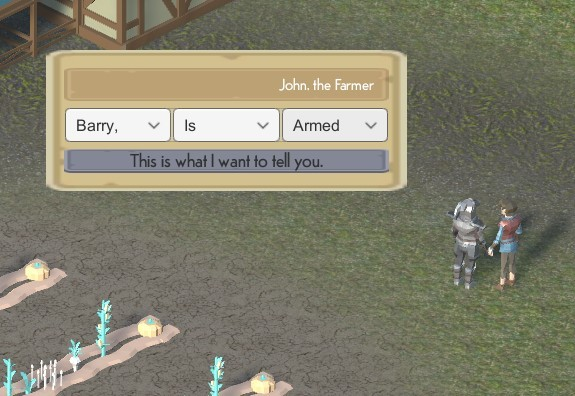 John, the Farmer
Barry, Is Armed
This is what I want to tell you.